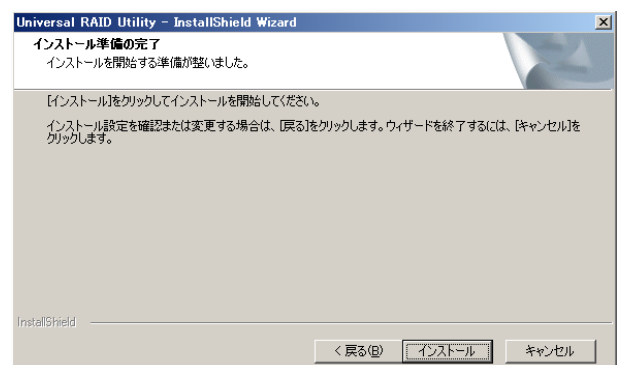 Universal RAID Utility - InstallShield Wizard
インストール準備の完了
インストールを開始する準備が整いました。
[インストール]をクリックしてインストールを開始してください。
インストール設定を確認または変更する場合は、[戻る]をクリックします。ウィザードを終了するには、[キャンセル]を
クリックします。
InstallShield
< 戻る(B) インストール キャンセル